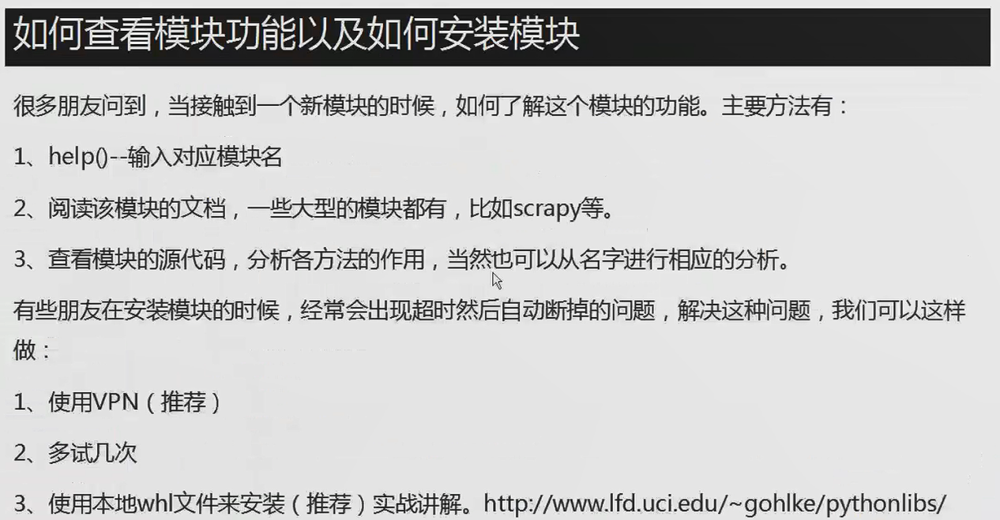 如何查看模块功能以及如何安装模块
很多朋友问到，当接触到一个新模块的时候，如何了解这个模块的功能。主要方法有：
1、help()--输入对应模块名
2、阅读该模块的文档，一些大型的模块都有，比如scrapy等。
3、查看模块的源代码，分析各方法的作用，当然也可以从名字进行相应的分析。
有些朋友在安装模块的时候，经常会出现超时然后自动断掉的问题，解决这种问题，我们可以这样
做：
1、使用VPN（推荐）
2、多试几次
3、使用本地whl文件来安装（推荐）实战讲解。http://www.lfd.uci.edu/~gohlke/pythonlibs/